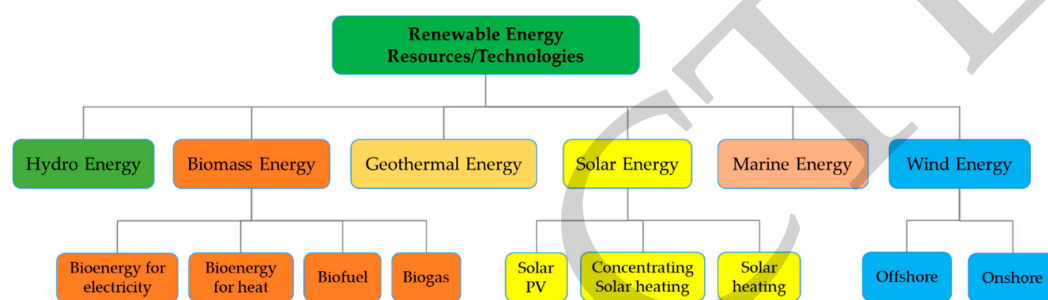 Renewable Energy
Resources/Technologies
Hydro Energy
Biomass Energy
Geothermal Energy
Solar Energy
Marine Energy
Wind Energy
Bioenergy for
electricity
Bioenergy
for heat
Biofuel
Biogas
Solar
PV
Concentrating
Solar heating
Solar
heating
Offshore
Onshore